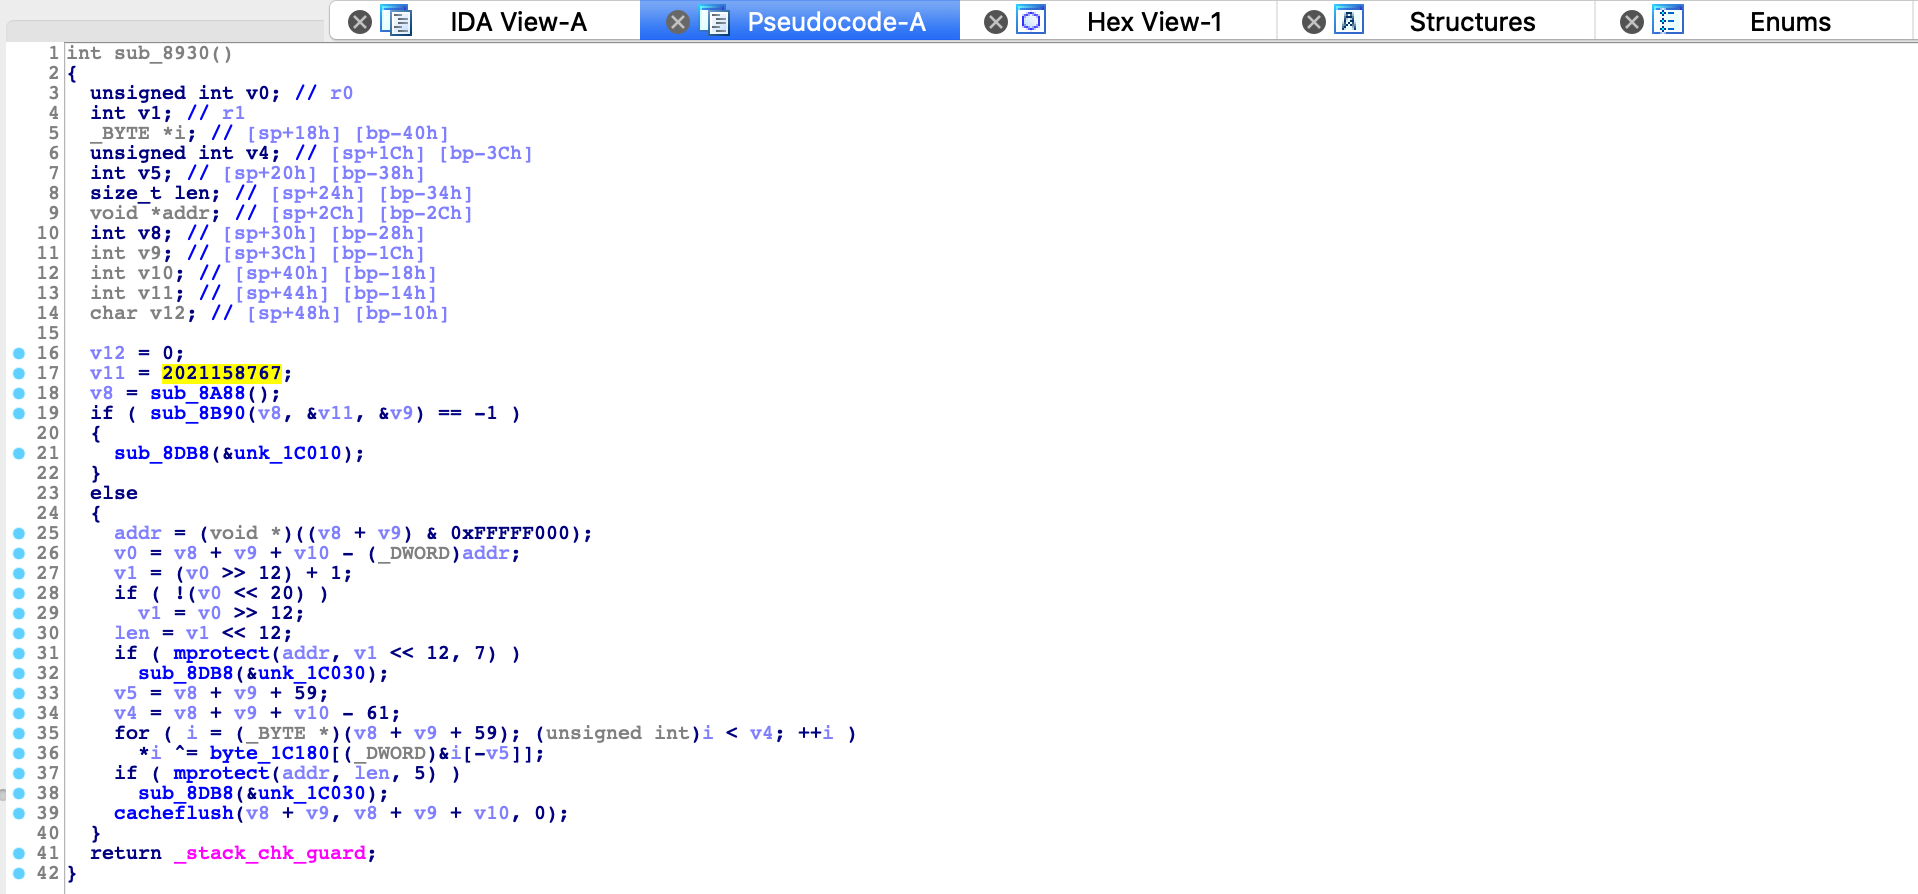 IDA View-A Pseudocode-A Hex View-1 Structures Enums
1 int sub_8930()
2 {
3   unsigned int v0; // r0
4   int v1; // r1
5   _BYTE *i; // [sp+18h] [bp-40h]
6   unsigned int v4; // [sp+1Ch] [bp-3Ch]
7   int v5; // [sp+20h] [bp-38h]
8   size_t len; // [sp+24h] [bp-34h]
9   void *addr; // [sp+2Ch] [bp-2Ch]
10   int v8; // [sp+30h] [bp-28h]
11   int v9; // [sp+3Ch] [bp-1Ch]
12   int v10; // [sp+40h] [bp-18h]
13   int v11; // [sp+44h] [bp-14h]
14   char v12; // [sp+48h] [bp-10h]
15
16   v12 = 0;
17   v11 = 2021158767;
18   v8 = sub_8A88();
19   if ( sub_8B90(v8, &v11, &v9) == -1 )
20   {
21     sub_8DB8(&unk_1C010);
22   }
23   else
24   {
25     addr = (void *)((v8 + v9) & 0xFFFFF000);
26     v0 = v8 + v9 + v10 - (_DWORD)addr;
27     v1 = (v0 >> 12) + 1;
28     if ( !(v0 << 20) )
29       v1 = v0 >> 12;
30     len = v1 << 12;
31     if ( mprotect(addr, v1 << 12, 7) )
32       sub_8DB8(&unk_1C030);
33     v5 = v8 + v9 + 59;
34     v4 = v8 + v9 + v10 - 61;
35     for ( i = (_BYTE *)(v8 + v9 + 59); (unsigned int)i < v4; ++i )
36       *i ^= byte_1C180[(_DWORD)&i[-v5]];
37     if ( mprotect(addr, len, 5) )
38       sub_8DB8(&unk_1C030);
39     cacheflush(v8 + v9, v8 + v9 + v10, 0);
40   }
41   return _stack_chk_guard;
42 }